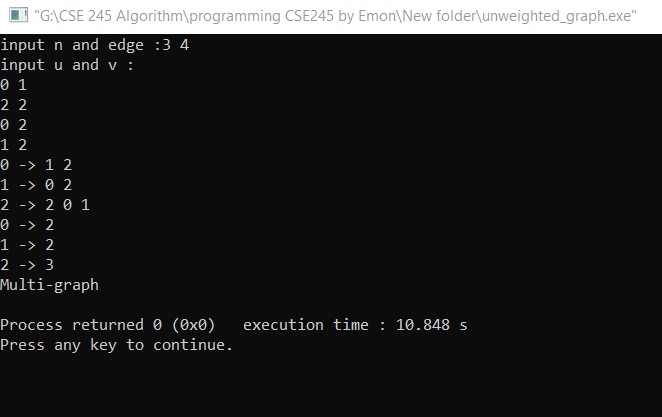 "G:\CSE 245 Algorithm\programming CSE245 by Emon\New folder\unweighted_graph.exe"
input n and edge :3 4
input u and v :
0 1
2 2
0 2
1 2
0 -> 1 2
1 -> 0 2
2 -> 2 0 1
0 -> 2
1 -> 2
2 -> 3
Multi-graph
Process returned 0 (0x0)   execution time : 10.848 s
Press any key to continue.